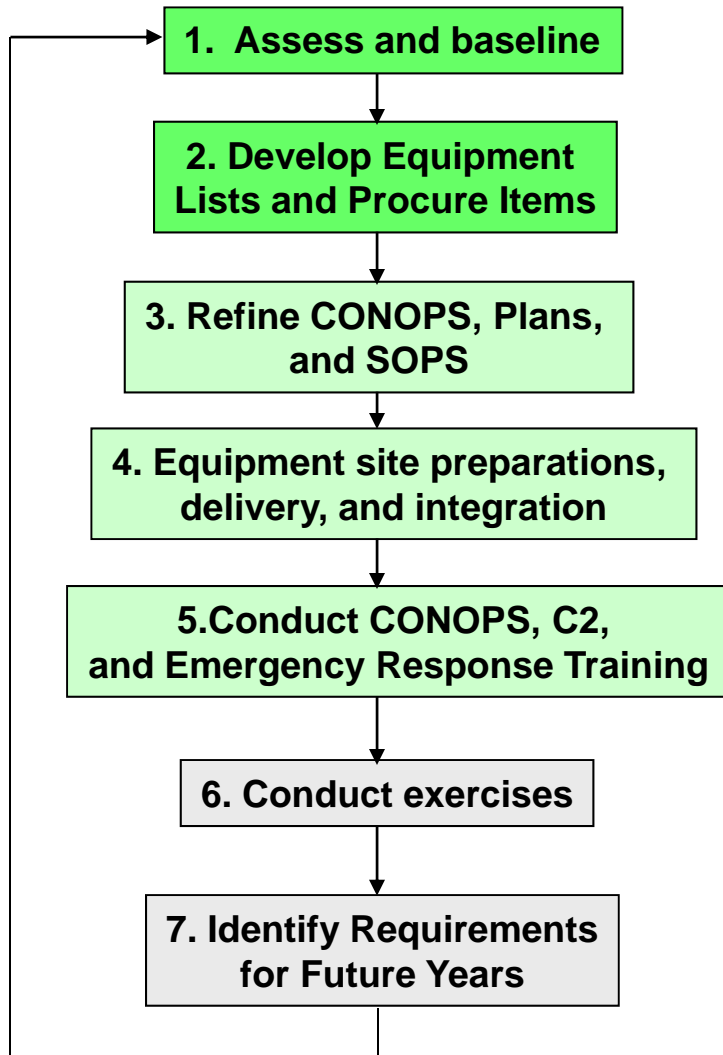 1. Assess and baseline
2. Develop Equipment
Lists and Procure Items
3. Refine CONOPS, Plans,
and SOPS
4. Equipment site preparations,
delivery, and integration
5.Conduct CONOPS, C2,
and Emergency Response Training
6. Conduct exercises
7. Identify Requirements
for Future Years